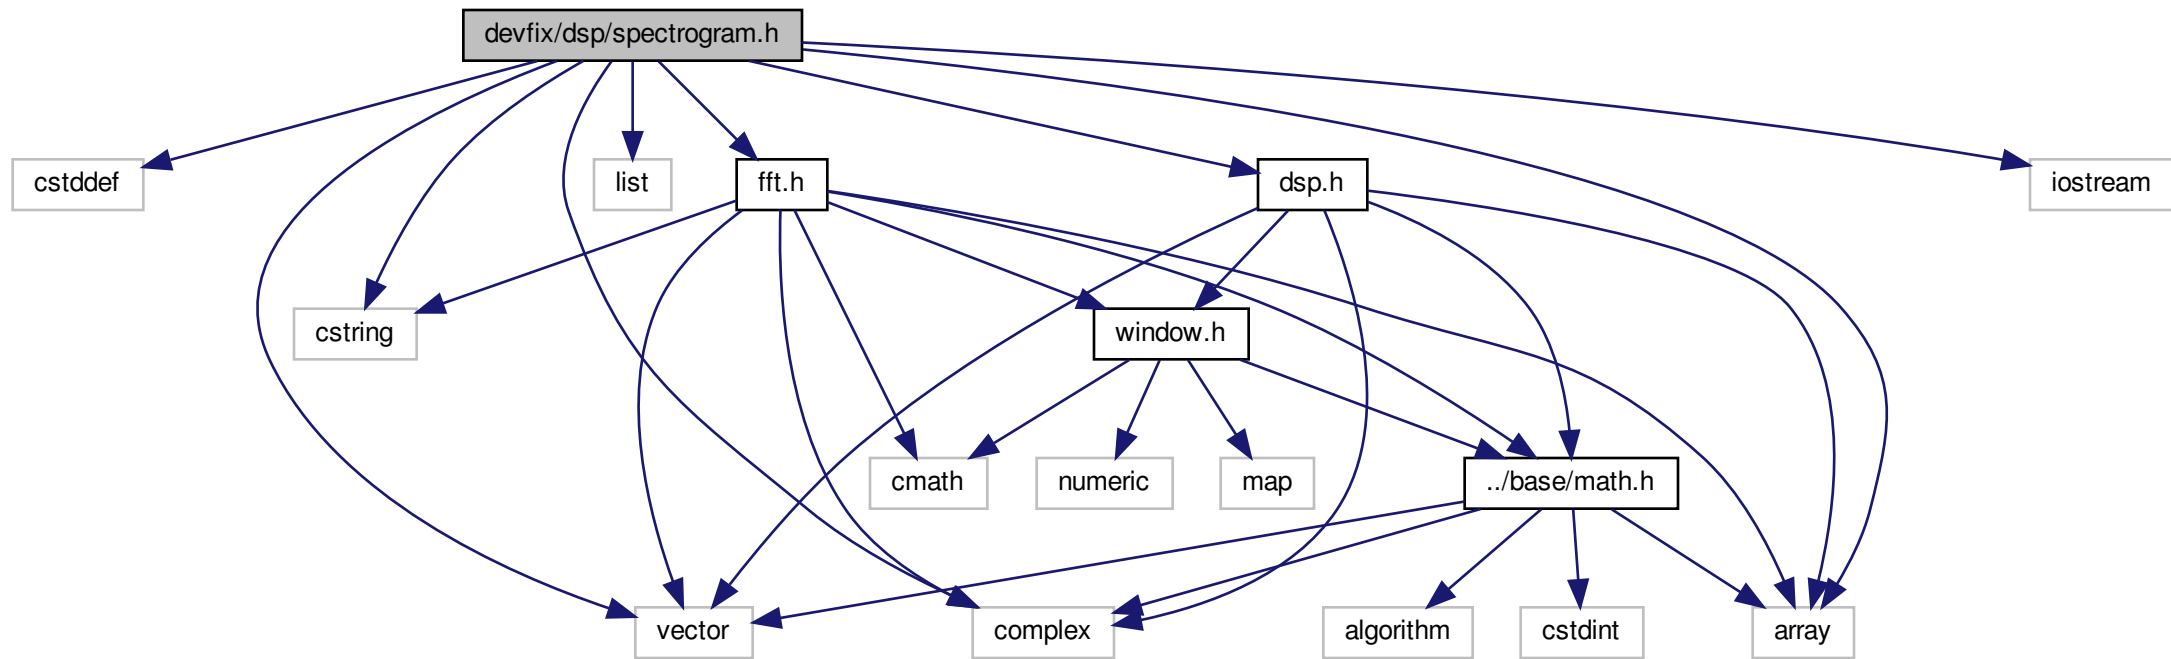 devfix/dsp/spectrogram.h
cstddef
list
fft.h
dsp.h
iostream
cstring
window.h
cmath
numeric
map
../base/math.h
vector
complex
algorithm
cstdint
array